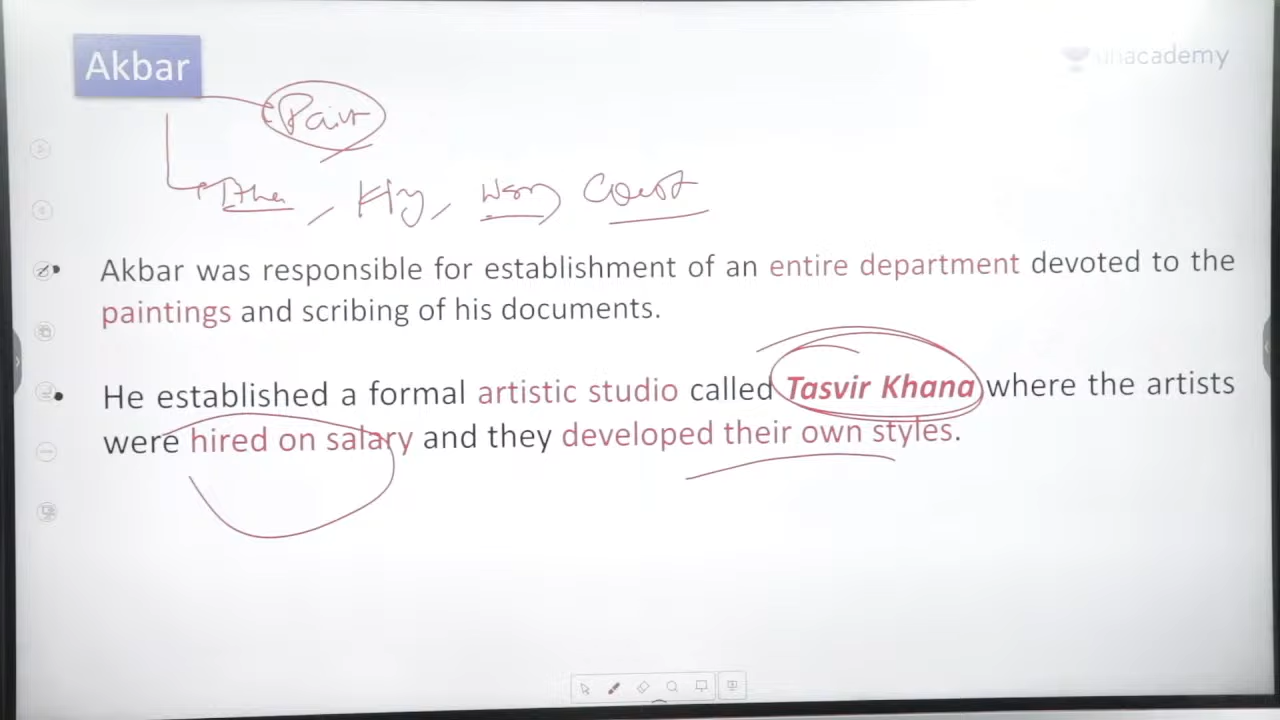 Akbar
unacademy
Pain
Akbar was responsible for establishment of an entire department devoted to the
paintings and scribing of his documents.
He established a formal artistic studio called Tasvir Khana where the artists
were hired on salary and they developed their own styles.